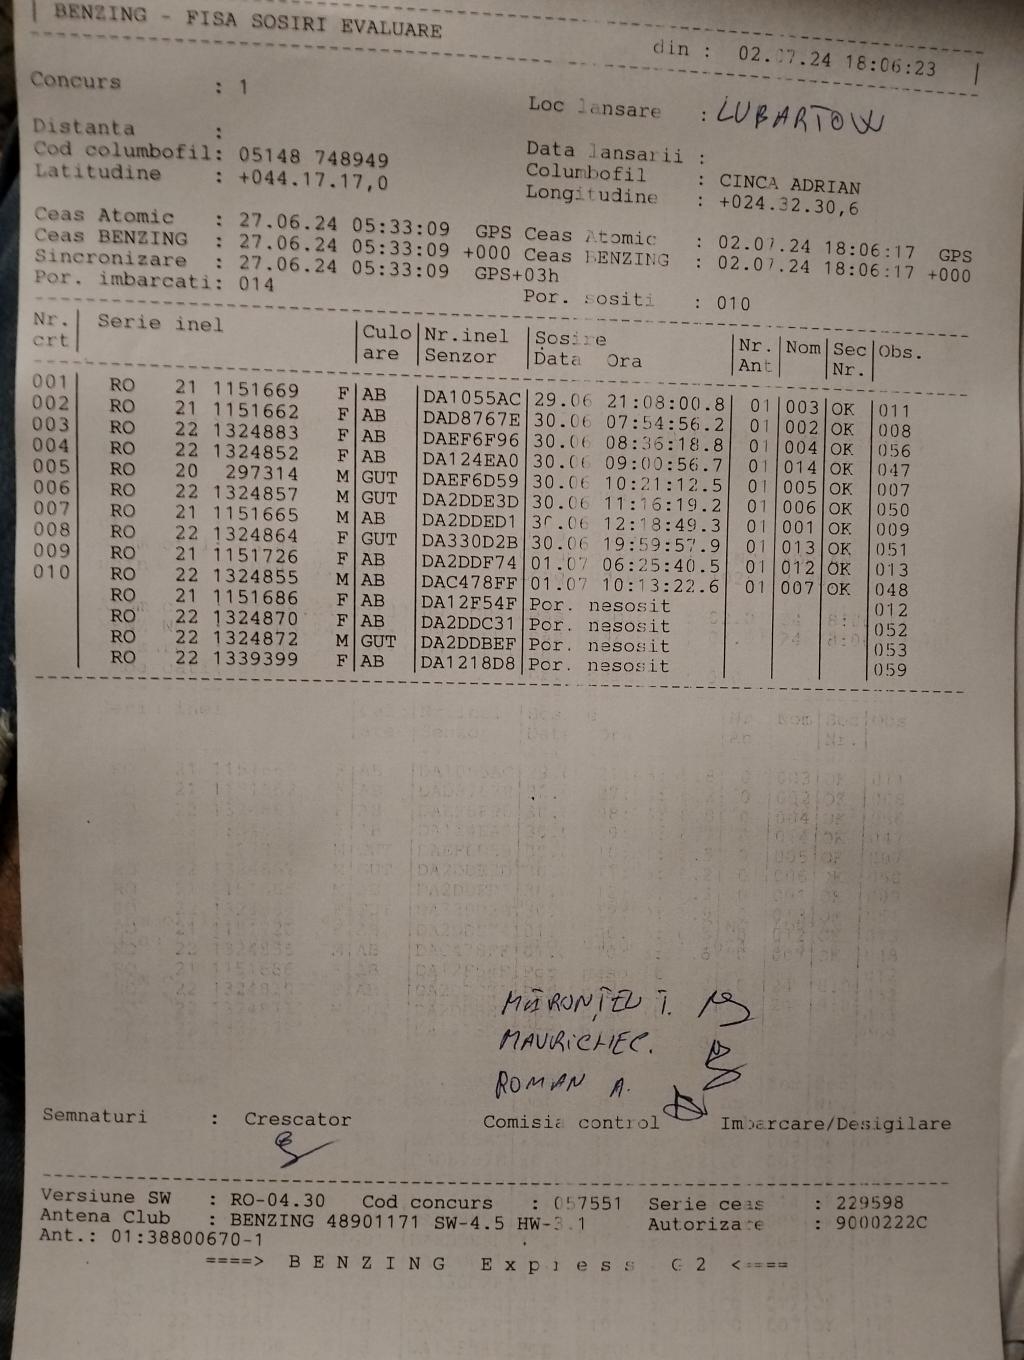 BENZING - FISA SOSIRI EVALUARE
din : 02.07.24 18:06:23
Concurs : 1
Loc lansare : LUBARTOW
Distanta :
Data lansarii :
Cod columbofil: 05148 748949
Columbofil : CINCA ADRIAN
Latitudine : +044.17.17,0
Longitudine : +024.32.30,6
Ceas Atomic : 27.06.24 05:33:09 GPS Ceas Atomic : 02.07.24 18:06:17 GPS
Ceas BENZING : 27.06.24 05:33:09 +000 Ceas BENZING : 02.07.24 18:06:17 +000
Sincronizare : 27.06.24 05:33:09 GPS+03h
Por. imbarcati: 014 Por. sositi : 010
Nr. Serie inel Culo Nr.inel Sosire Nr. Nom Sec Obs.
crt are Senzor Data Ora Ant Nr.
001 RO 21 1151669 F AB DA1055AC 29.06 21:08:00.8 01 003 OK 011
002 RO 21 1151662 F AB DAD8767E 30.06 07:54:56.2 01 002 OK 008
003 RO 22 1324883 F AB DAEF6F96 30.06 08:36:18.8 01 004 OK 056
004 RO 22 1324852 F AB DA124EA0 30.06 09:00:56.7 01 014 OK 047
005 RO 20 297314 M GUT DAEF6D59 30.06 10:21:12.5 01 005 OK 007
006 RO 22 1324857 M GUT DA2DDE3D 30.06 11:16:19.2 01 006 OK 050
007 RO 21 1151665 M AB DA2DDED1 30.06 12:18:49.3 01 001 OK 009
008 RO 22 1324864 F GUT DA330D2B 30.06 19:59:57.9 01 013 OK 051
009 RO 21 1151726 F AB DA2DDF74 01.07 06:25:40.5 01 012 OK 013
010 RO 22 1324855 M AB DAC478FF 01.07 10:13:22.6 01 007 OK 048
RO 21 1151686 F AB DA12F54F Por. nesosit 012
RO 22 1324870 F AB DA2DDC31 Por. nesosit 052
RO 22 1324872 M GUT DA2DDBEF Por. nesosit 053
RO 22 1339399 F AB DA1218D8 Por. nesosit 059
ROMAN A.
Semnaturi : Crescator Comisia control Imbarcare/Desigilare
Versiune SW : RO-04.30 Cod concurs : 057551 Serie ceas : 229598
Antena Club : BENZING 48901171 SW-4.5 HW-3.1 Autorizate : 9000222C
Ant.: 01:38800670-1
====> B E N Z I N G E x p r e s s G 2 <====